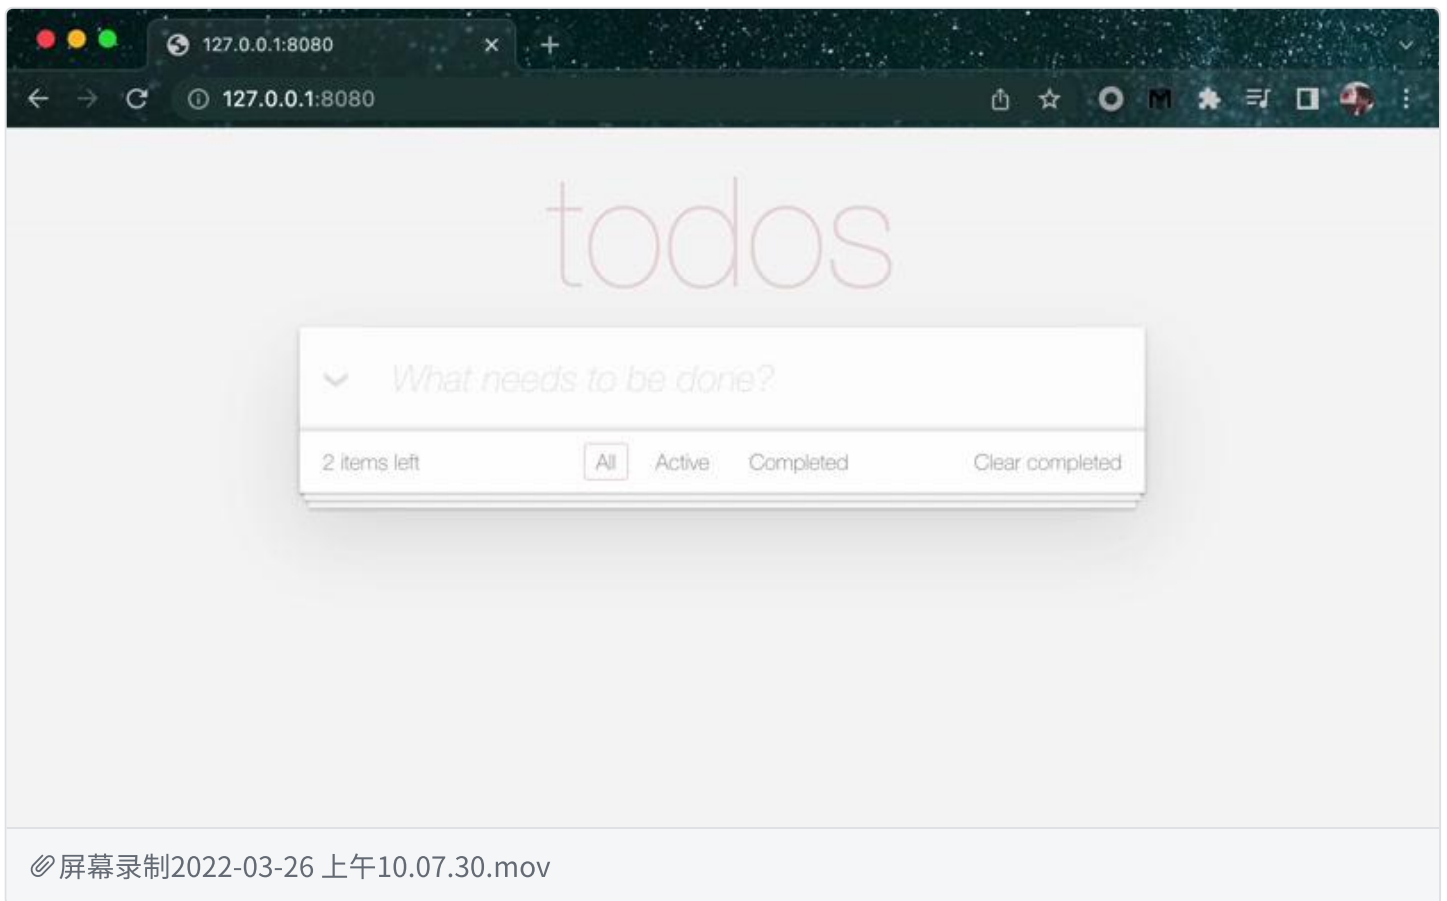 127.0.0.1:8080
127.0.0.1:8080
todos
What needs to be done?
2 items left All Active Completed Clear completed
屏幕录制2022-03-26 上午10.07.30.mov